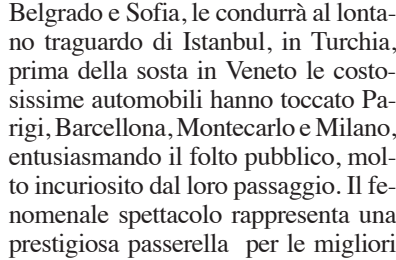 Belgrado e Sofia, le condurrà al lonta-
no traguardo di Istanbul, in Turchia,
prima della sosta in Veneto le costo-
sissime automobili hanno toccato Pa-
rigi, Barcellona, Montecarlo e Milano,
entusiasmando il folto pubblico, mol-
to incuriosito dal loro passaggio. Il fe-
nomenale spettacolo rappresenta una
prestigiosa passerella  per le migliori